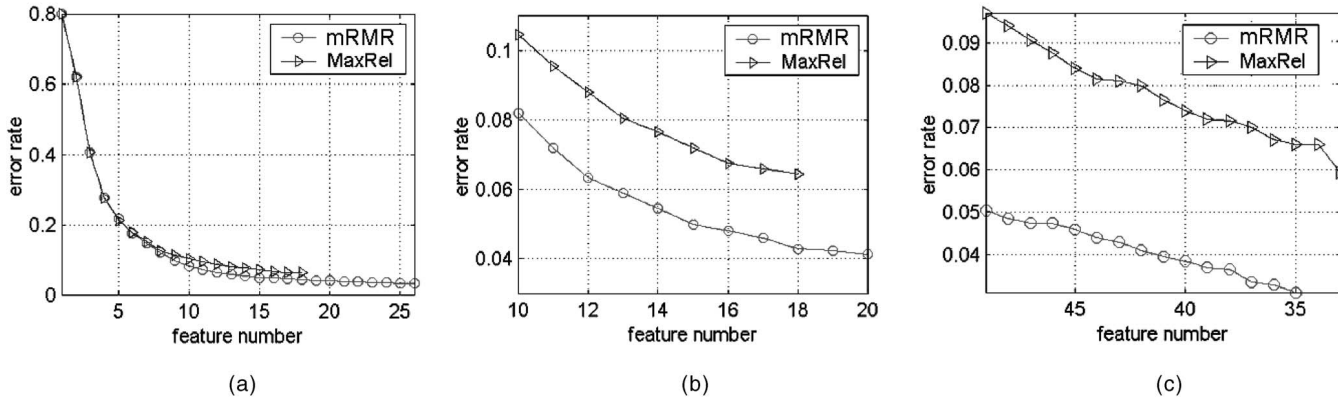 0.8
0.6
0.4
0.2
0
error rate
mRMR
MaxRel
5 10 15 20 25
feature number
(a)
0.1
0.08
0.06
0.04
error rate
mRMR
MaxRel
10 12 14 16 18 20
feature number
(b)
0.09
0.08
0.07
0.06
0.05
0.04
error rate
mRMR
MaxRel
45 40 35
feature number
(c)